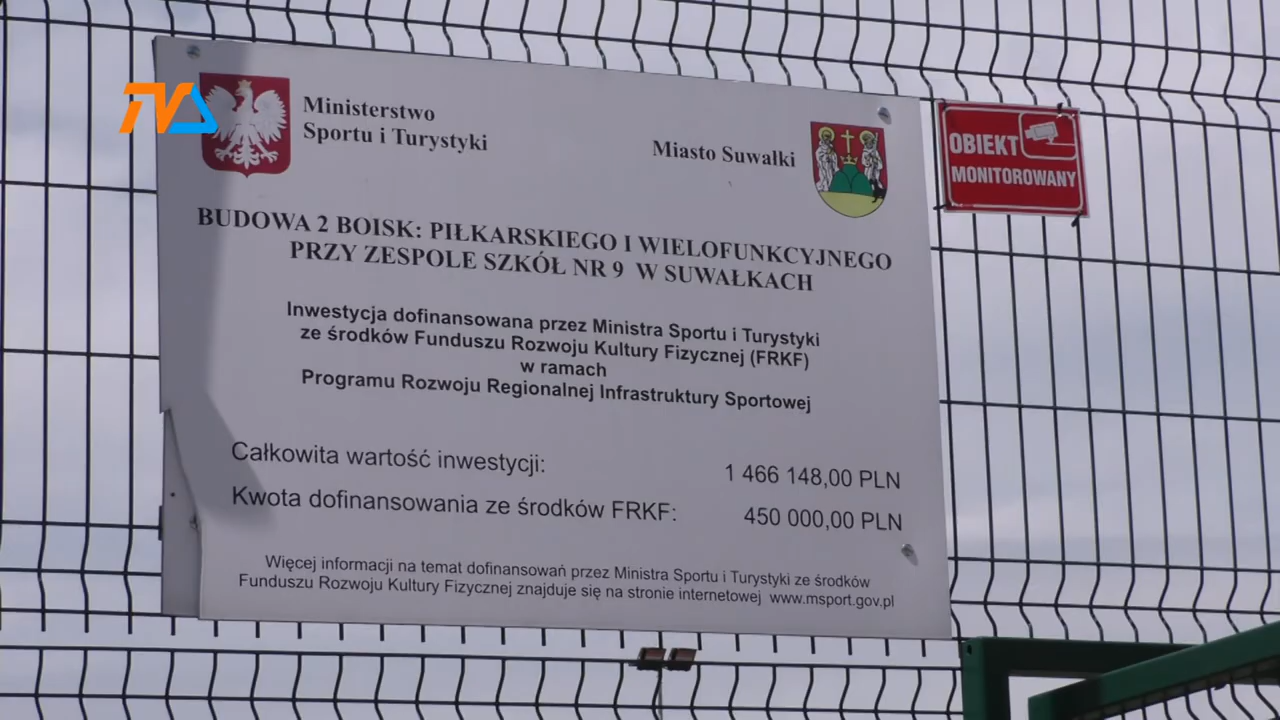 TVS
Ministerstwo
Sportu i Turystyki
Miasto Suwałki
OBIEKT
MONITOROWANY
BUDOWA 2 BOISK: PIŁKARSKIEGO I WIELOFUNKCYJNEGO
PRZY ZESPOLE SZKÓŁ NR 9 W SUWAŁKACH
Inwestycja dofinansowana przez Ministra Sportu i Turystyki
ze środków Funduszu Rozwoju Kultury Fizycznej (FRKF)
w ramach
Programu Rozwoju Regionalnej Infrastruktury Sportowej
Całkowita wartość inwestycji: 1 466 148,00 PLN
Kwota dofinansowania ze środków FRKF: 450 000,00 PLN
Więcej informacji na temat dofinansowań przez Ministra Sportu i Turystyki ze środków
Funduszu Rozwoju Kultury Fizycznej znajduje się na stronie internetowej www.msport.gov.pl